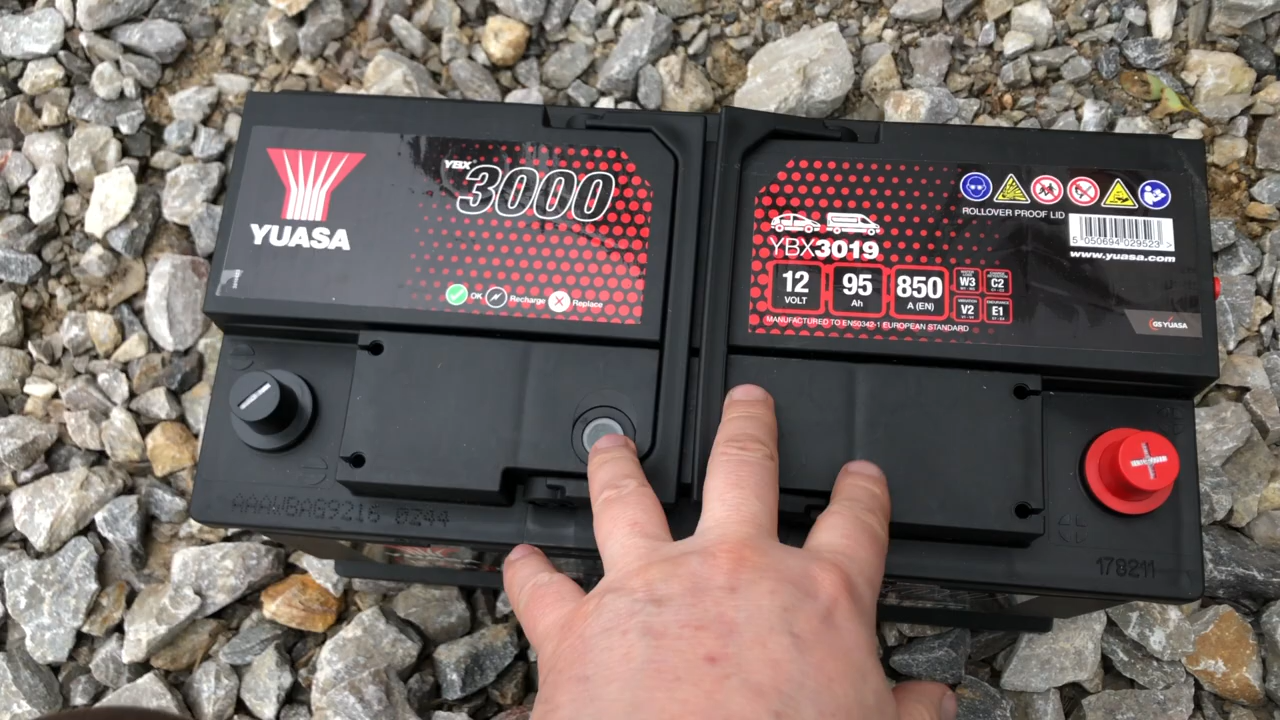 YUASA
YBX
3000
OK Recharge Replace
ROLLOVER PROOF LID
5 050694 029523 >
www.yuasa.com
YBX3019
12 VOLT
95 Ah
850 A (EN)
W3
C2
V2
E1
MANUFACTURED TO EN50342-1 EUROPEAN STANDARD
GS YUASA
AAAWBAG9216 0244
178211